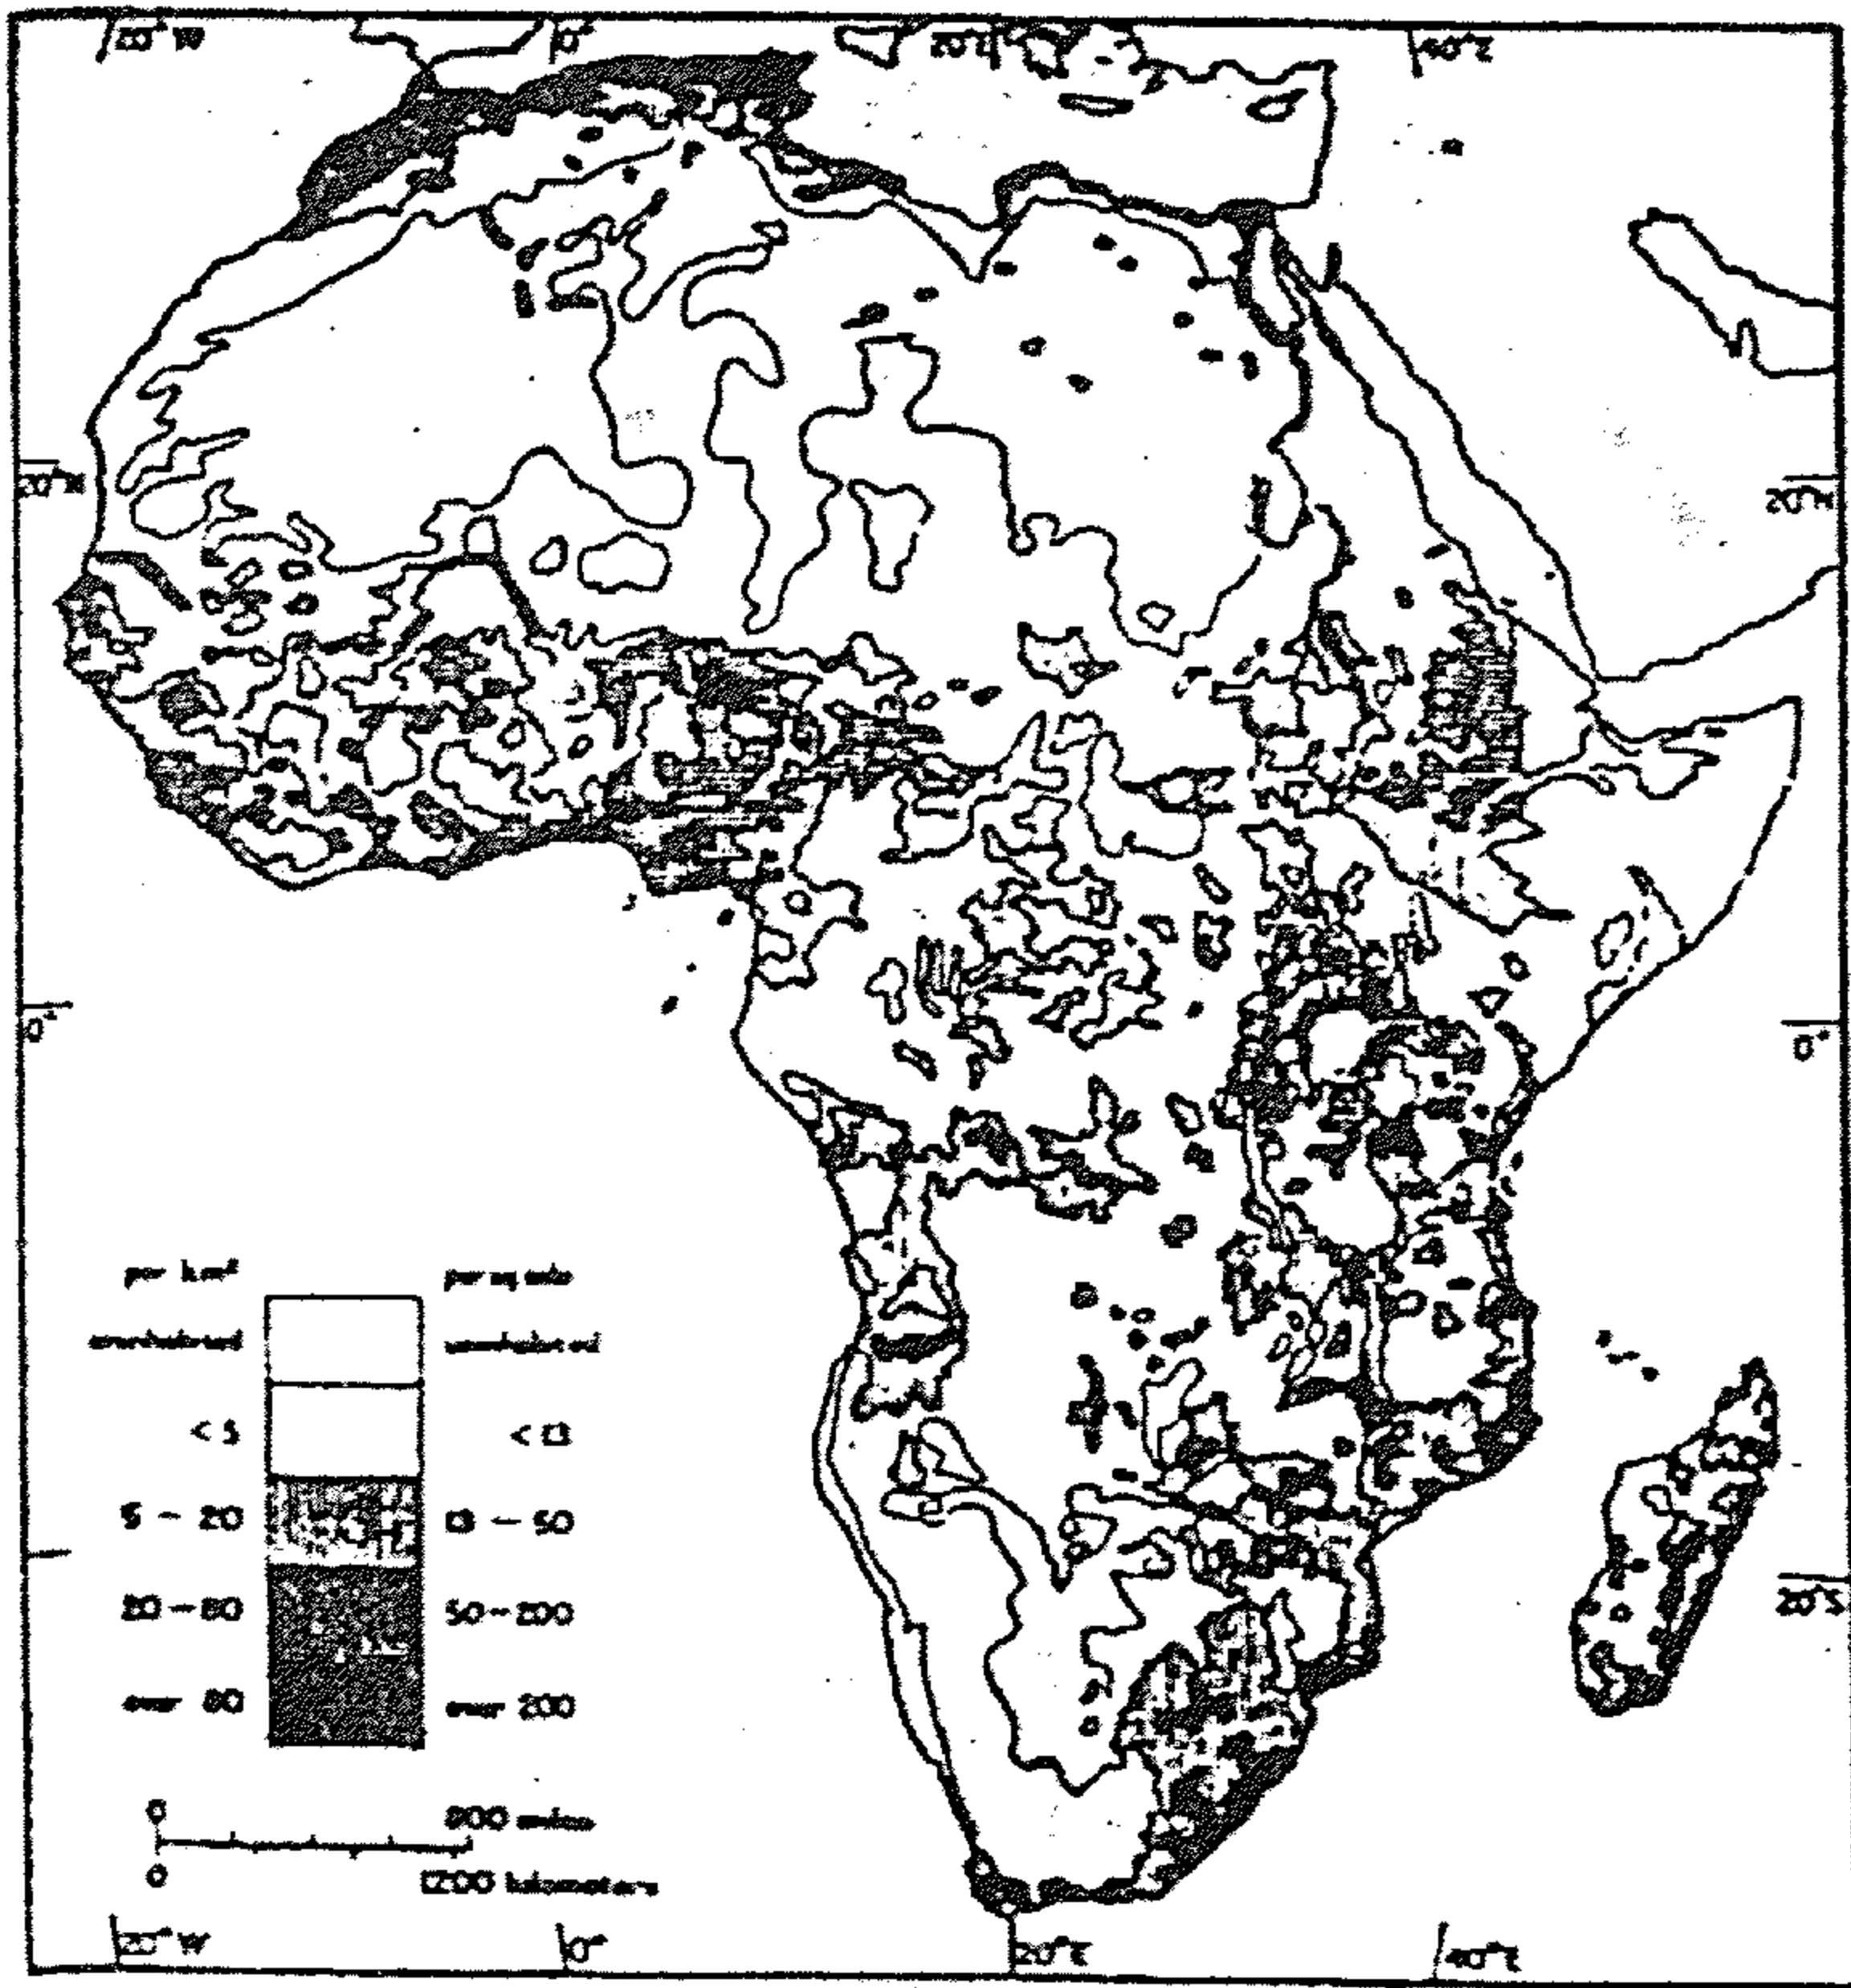 20° W 0° 20°E 40°E
20°N 20°N
0° 0°
per km² per sq mile
uninhabited uninhabited
< 5 < 13
5 – 20 13 – 50
20 – 80 50 – 200
over 80 over 200
20°S
0 800 miles
0 1200 kilometers
20° W 0° 20°E 40°E